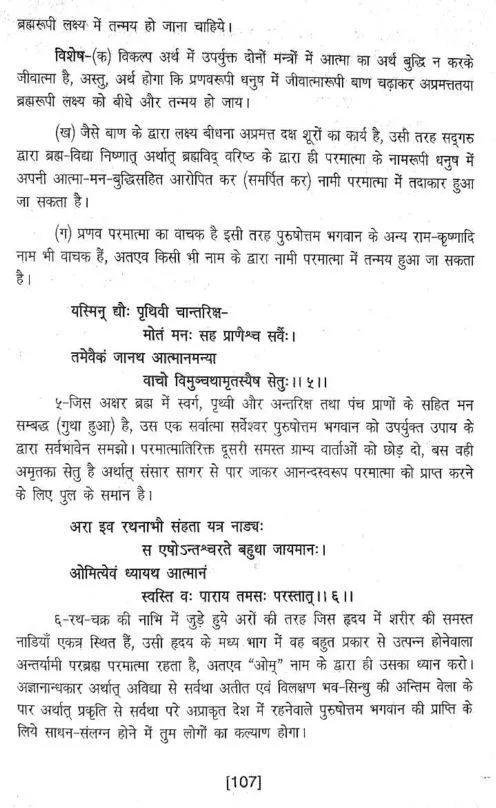 ब्रह्मरूपी लक्ष्य में तन्मय हो जाना चाहिये।
विशेष-(क) विकल्प अर्थ में उपर्युक्त दोनों मन्त्रों में आत्मा का अर्थ बुद्धि न करके
जीवात्मा है, अस्तु, अर्थ होगा कि प्रणवरूपी धनुष में जीवात्मारूपी बाण चढ़ाकर अप्रमत्ततया
ब्रह्मरूपी लक्ष्य को बीधे और तन्मय हो जाय।
(ख) जैसे बाण के द्वारा लक्ष्य बीधना अप्रमत्त दक्ष शूरों का कार्य है, उसी तरह सद्गुरु
द्वारा ब्रह्म-विद्या निष्णात् अर्थात् ब्रह्मविद् वरिष्ठ के द्वारा ही परमात्मा के नामरूपी धनुष में
अपनी आत्मा-मन-बुद्धिसहित आरोपित कर (समर्पित कर) नामी परमात्मा में तदाकार हुआ
जा सकता है।
(ग) प्रणव परमात्मा का वाचक है इसी तरह पुरुषोत्तम भगवान के अन्य राम-कृष्णादि
नाम भी वाचक हैं, अतएव किसी भी नाम के द्वारा नामी परमात्मा में तन्मय हुआ जा सकता
है।
यस्मिन् द्यौः पृथिवी चान्तरिक्ष-
मोतं मनः सह प्राणैश्च सर्वैः।
तमेवैकं जानथ आत्मानमन्या
वाचो विमुञ्चथामृतस्यैष सेतुः।।५।।
५-जिस अक्षर ब्रह्म में स्वर्ग, पृथ्वी और अन्तरिक्ष तथा पंच प्राणों के सहित मन
सम्बद्ध (गुथा हुआ) है, उस एक सर्वात्मा सर्वेश्वर पुरुषोत्तम भगवान को उपर्युक्त उपाय के
द्वारा सर्वभावेन समझो। परमात्मातिरिक्त दूसरी समस्त ग्राम्य वार्ताओं को छोड़ दो, बस वही
अमृतका सेतु है अर्थात् संसार सागर से पार जाकर आनन्दस्वरूप परमात्मा को प्राप्त करने
के लिए पुल के समान है।
अरा इव रथनाभौ संहता यत्र नाड्यः
स एषोऽन्तश्चरते बहुधा जायमानः।
ओमित्येवं ध्यायथ आत्मानं
स्वस्ति वः पाराय तमसः परस्तात्।।६।।
६-रथ-चक्र की नाभि में जुड़े हुये अरों की तरह जिस हृदय में शरीर की समस्त
नाडियाँ एकत्र स्थित हैं, उसी हृदय के मध्य भाग में वह बहुत प्रकार से उत्पन्न होनेवाला
अन्तर्यामी परब्रह्म परमात्मा रहता है, अतएव "ओम्" नाम के द्वारा ही उसका ध्यान करो।
अज्ञानान्धकार अर्थात् अविद्या से सर्वथा अतीत एवं विलक्षण भव-सिन्धु की अन्तिम वेला के
पार अर्थात् प्रकृति से सर्वथा परे अप्राकृत देश में रहनेवाले पुरुषोत्तम भगवान की प्राप्ति के
लिये साधन-संलग्न होने में तुम लोगों का कल्याण होगा।
[107]